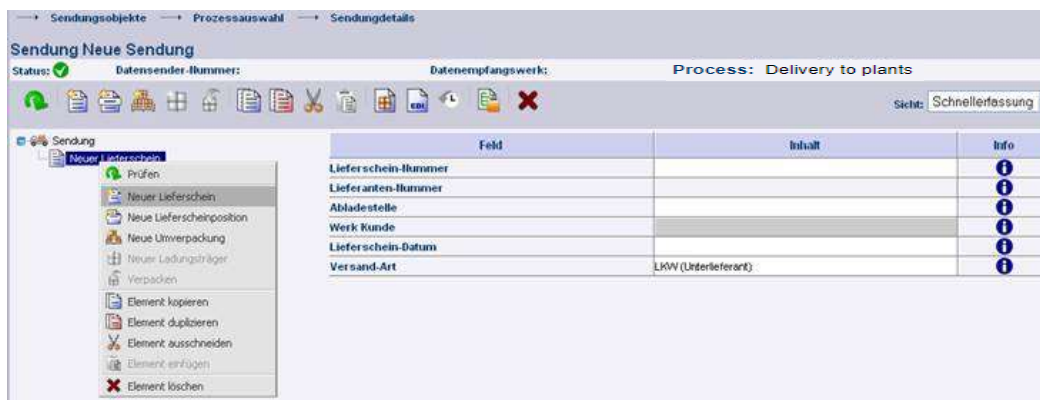 Sendungsobjekte Prozessauswahl Sendungdetails
Sendung Neue Sendung
Status: Datensender-Nummer: Datenempfangswerk: Process: Delivery to plants
EDI Sicht: Schnellerfassung
Sendung
Neuer Lieferschein
Feld Inhalt Info
Lieferschein-Nummer
Lieferanten-Nummer
Abladestelle
Werk Kunde
Lieferschein-Datum
Versand-Art LKW (Unterlieferant)
Prüfen
Neuer Lieferschein
Neue Lieferscheinposition
Neue Umverpackung
Neuer Ladungsträger
Verpacken
Element kopieren
Element duplizieren
Element ausschneiden
Element einfügen
Element löschen